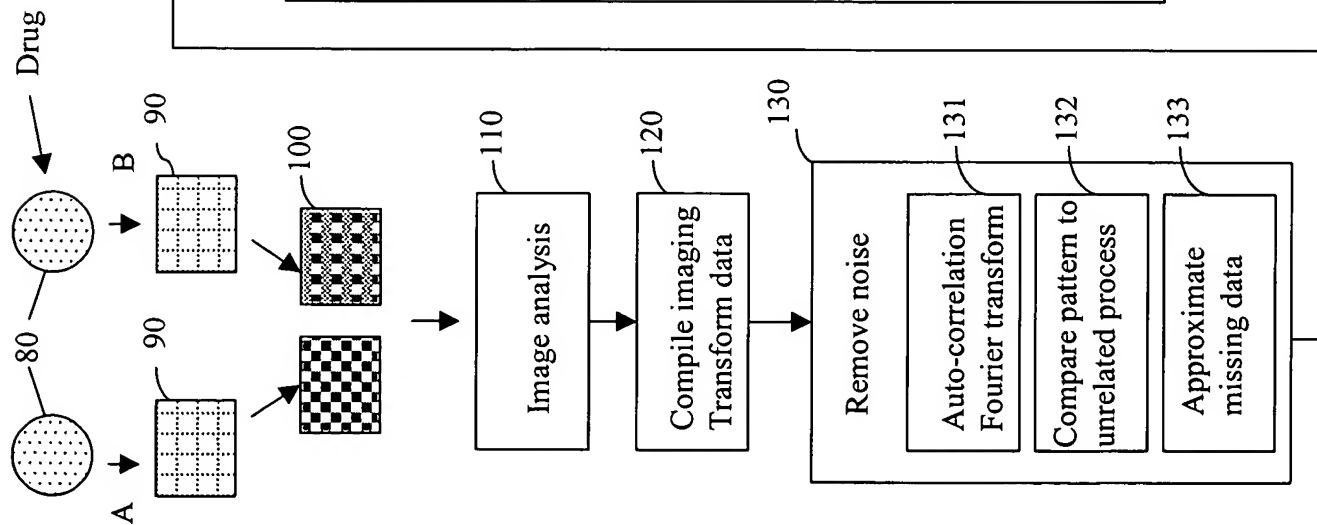 Drug
80
A
B
90
90
100
110
Image analysis
120
Compile imaging
Transform data
130
Remove noise
131
Auto-correlation
Fourier transform
132
Compare pattern to
unrelated process
133
Approximate
missing data